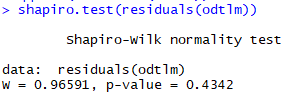 > shapiro.test(residuals(odtlm))
Shapiro-Wilk normality test
data:  residuals(odtlm)
W = 0.96591, p-value = 0.4342